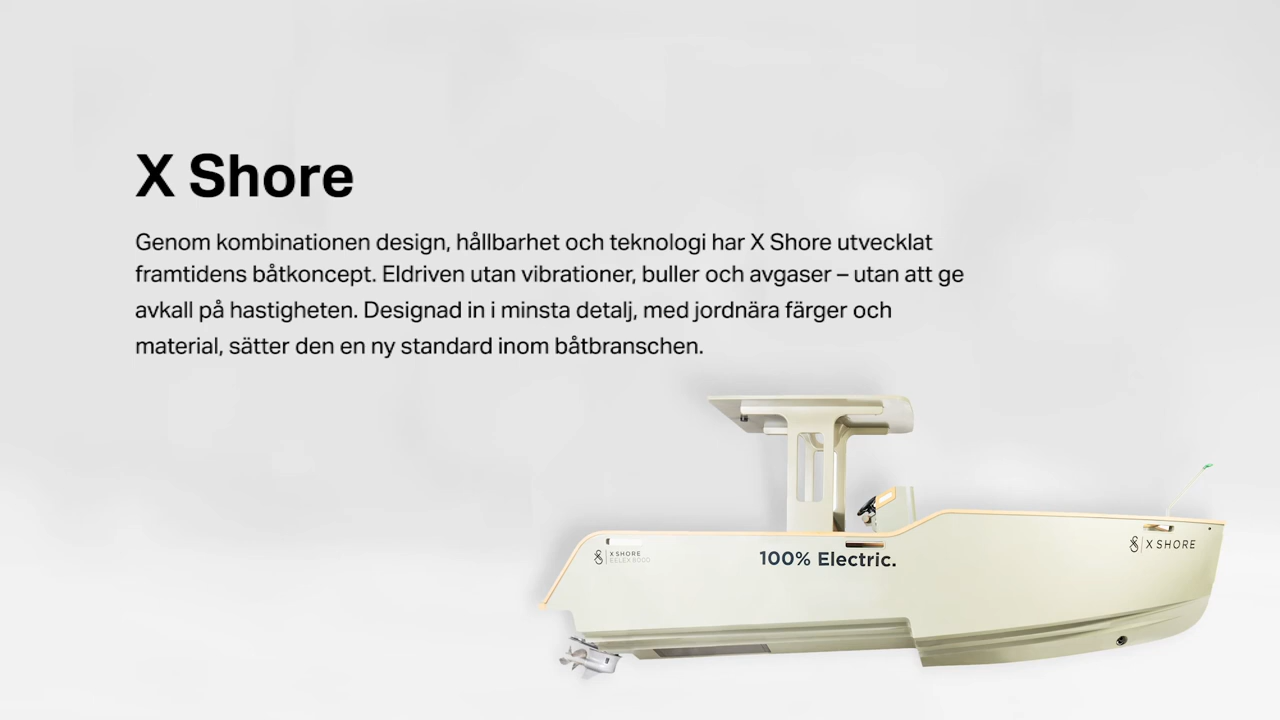 X Shore
Genom kombinationen design, hållbarhet och teknologi har X Shore utvecklat
framtidens båtkoncept. Eldriven utan vibrationer, buller och avgaser – utan att ge
avkall på hastigheten. Designad in i minsta detalj, med jordnära färger och
material, sätter den en ny standard inom båtbranschen.
X SHORE
100% Electric.
X SHORE